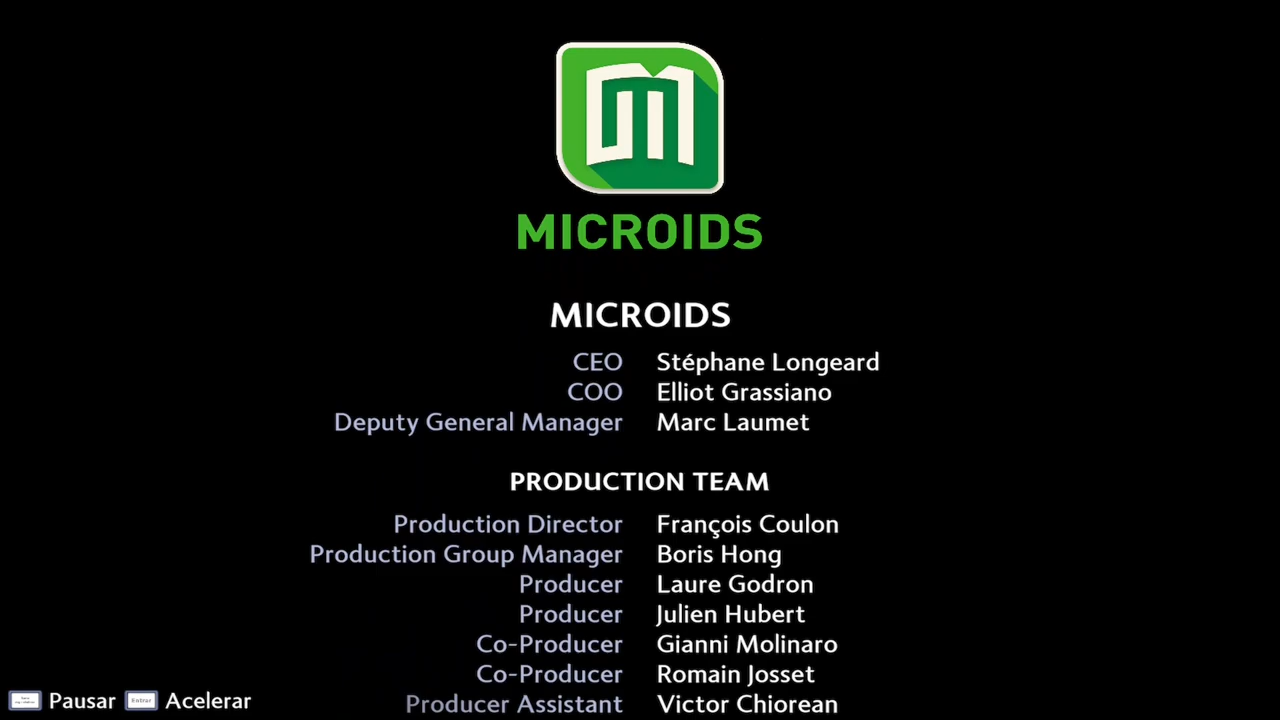 MICROIDS
MICROIDS
CEO Stéphane Longeard
COO Elliot Grassiano
Deputy General Manager Marc Laumet
PRODUCTION TEAM
Production Director François Coulon
Production Group Manager Boris Hong
Producer Laure Godron
Producer Julien Hubert
Co-Producer Gianni Molinaro
Co-Producer Romain Josset
Producer Assistant Victor Chiorean
Pausar Entrar Acelerar